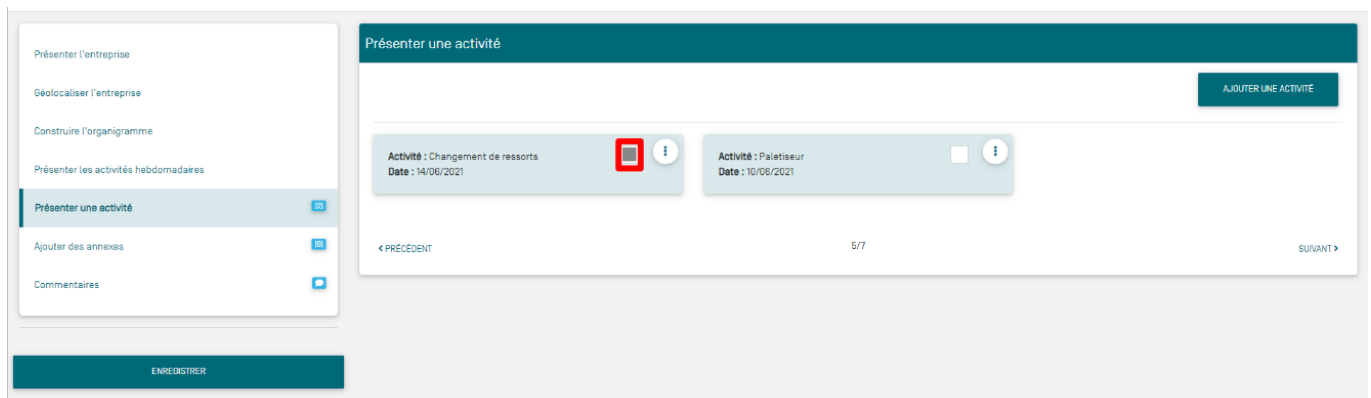 Présenter l'entreprise
Géolocaliser l'entreprise
Construire l'organigramme
Présenter les activités hebdomadaires
Présenter une activité
Ajouter des annexes
Commentaires
ENREGISTRER
Présenter une activité
AJOUTER UNE ACTIVITÉ
Activité : Changement de ressorts
Date : 14/06/2021
Activité : Paletiseur
Date : 10/06/2021
PRÉCÉDENT
5/7
SUIVANT